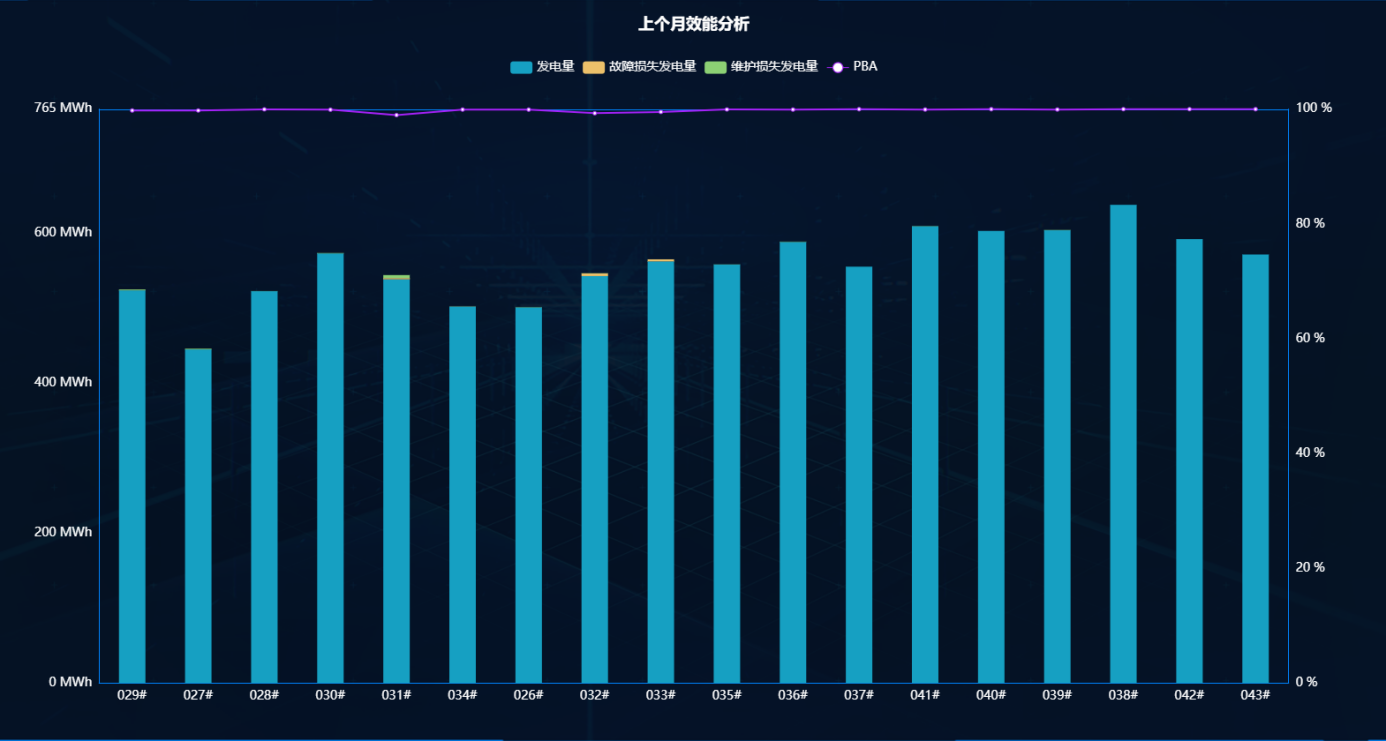 上个月效能分析
发电量 故障损失发电量 维护损失发电量 PBA
765 MWh
600 MWh
400 MWh
200 MWh
0 MWh
100 %
80 %
60 %
40 %
20 %
0 %
029# 027# 028# 030# 031# 034# 026# 032# 033# 035# 036# 037# 041# 040# 039# 038# 042# 043#